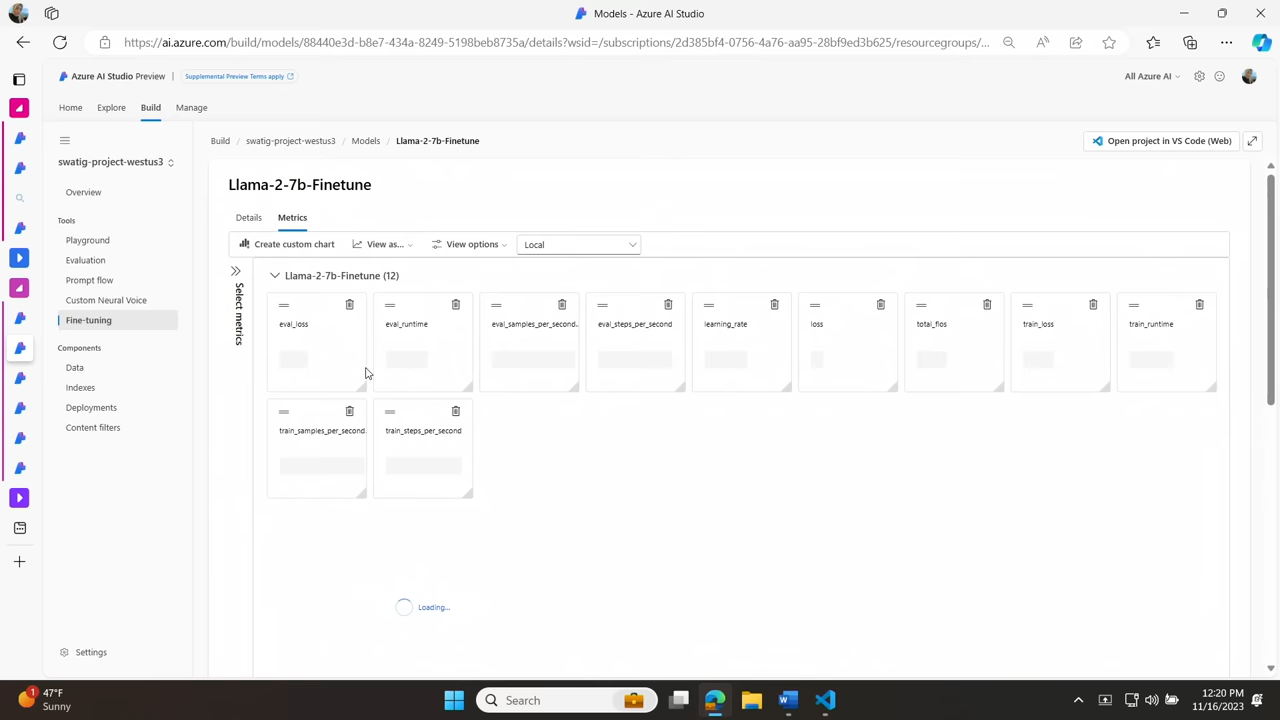 Models - Azure AI Studio
https://ai.azure.com/build/models/88440e3d-b8e7-434a-8249-5198beb8735a/details?wsid=/subscriptions/2d385bf4-0756-4a76-aa95-28bf9ed3b625/resourcegroups/...
Azure AI Studio Preview | Supplemental Preview Terms apply
All Azure AI
Home Explore Build Manage
Build / swatig-project-westus3 / Models / Llama-2-7b-Finetune
Open project in VS Code (Web)
swatig-project-westus3
Overview
Tools
Playground
Evaluation
Prompt flow
Custom Neural Voice
Fine-tuning
Components
Data
Indexes
Deployments
Content filters
Settings
Llama-2-7b-Finetune
Details Metrics
Create custom chart View as... View options Local
Select metrics
Llama-2-7b-Finetune (12)
eval_loss eval_runtime eval_samples_per_second. eval_steps_per_second learning_rate loss total_flos train_loss train_runtime
train_samples_per_second. train_steps_per_second
Loading...
1
47°F
Sunny
Search
12:20 PM
11/16/2023